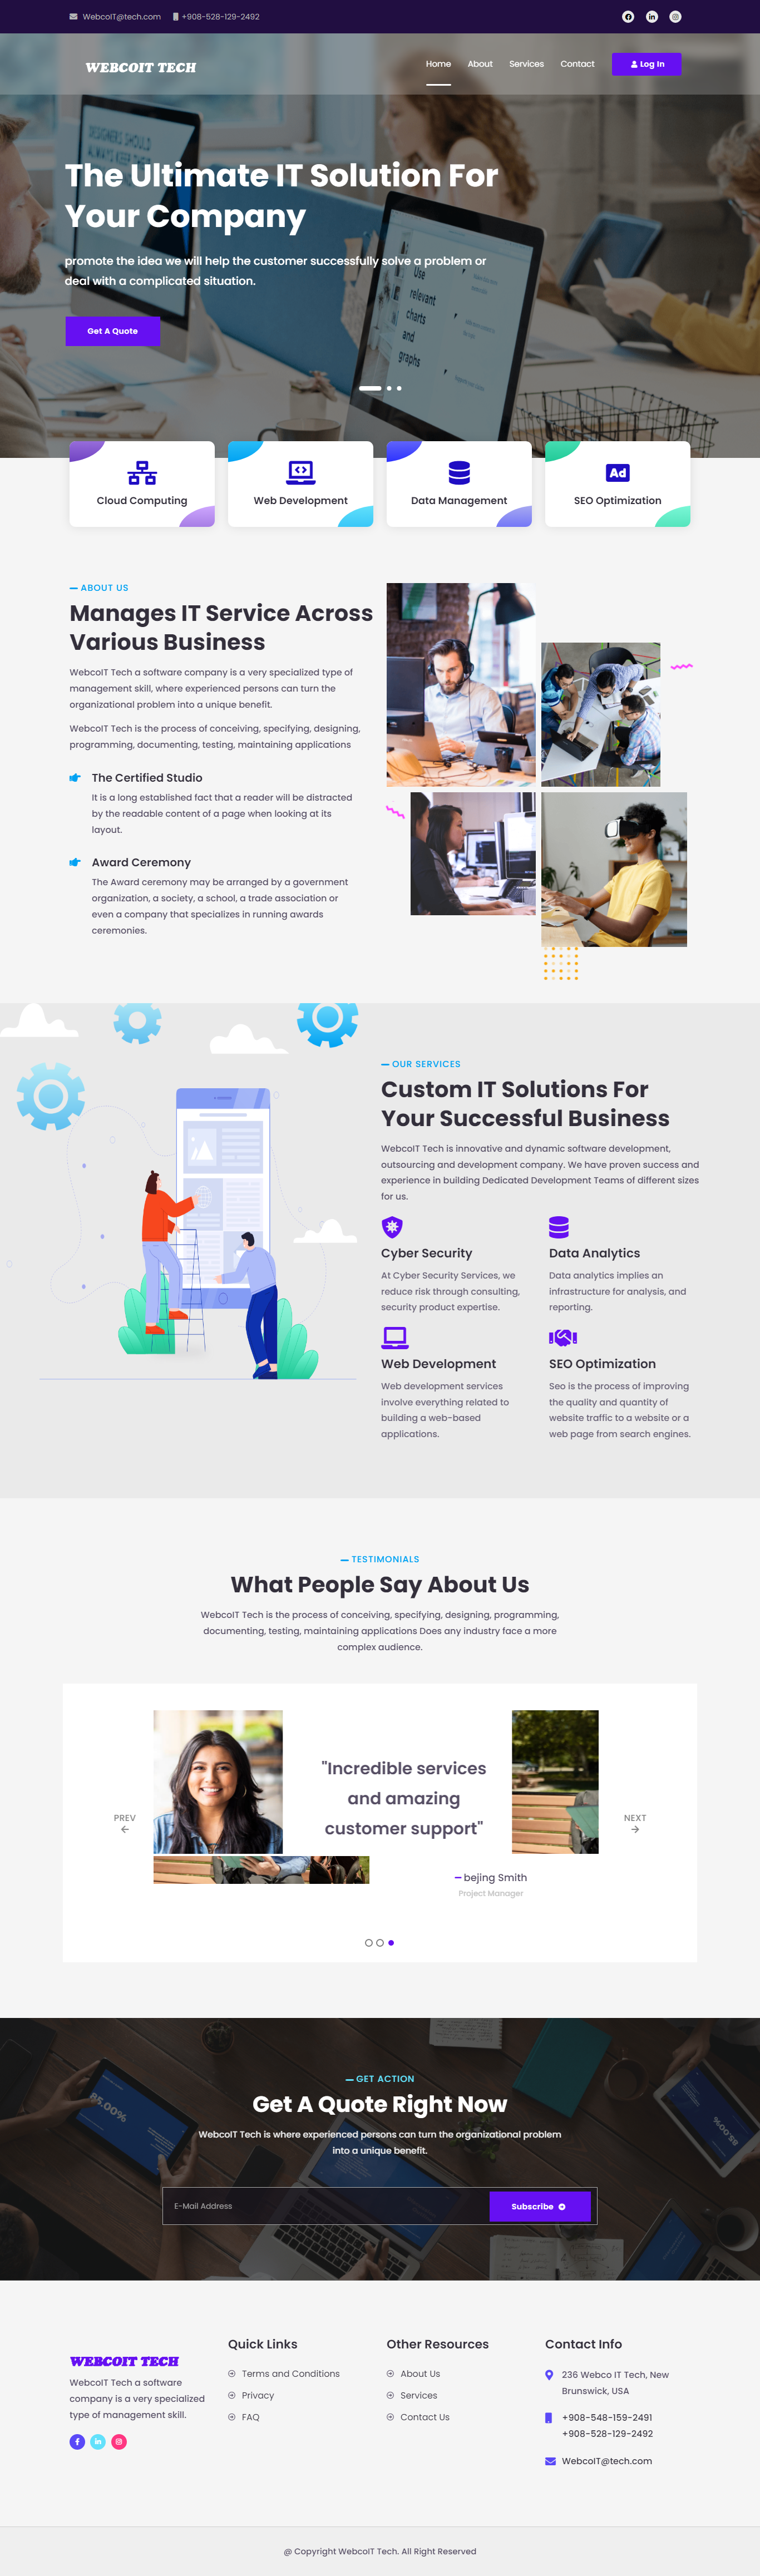 WebcoIT@tech.com
+908-528-129-2492
WEBCOIT TECH
Home
About
Services
Contact
Log In
The Ultimate IT Solution For
Your Company
promote the idea we will help the customer successfully solve a problem or
deal with a complicated situation.
Use
relevant
charts
and
graphs
Get A Quote
Cloud Computing
Web Development
Data Management
Ad
SEO Optimization
ABOUT US
Manages IT Service Across
Various Business
WebcoIT Tech a software company is a very specialized type of
management skill, where experienced persons can turn the
organizational problem into a unique benefit.
WebcoIT Tech is the process of conceiving, specifying, designing,
programming, documenting, testing, maintaining applications
The Certified Studio
It is a long established fact that a reader will be distracted
by the readable content of a page when looking at its
layout.
Award Ceremony
The Award ceremony may be arranged by a government
organization, a society, a school, a trade association or
even a company that specializes in running awards
ceremonies.
OUR SERVICES
Custom IT Solutions For
Your Successful Business
WebcoIT Tech is innovative and dynamic software development,
outsourcing and development company. We have proven success and
experience in building Dedicated Development Teams of different sizes
for us.
Cyber Security
At Cyber Security Services, we
reduce risk through consulting,
security product expertise.
Data Analytics
Data analytics implies an
infrastructure for analysis, and
reporting.
Web Development
Web development services
involve everything related to
building a web-based
applications.
SEO Optimization
Seo is the process of improving
the quality and quantity of
website traffic to a website or a
web page from search engines.
TESTIMONIALS
What People Say About Us
WebcoIT Tech is the process of conceiving, specifying, designing, programming,
documenting, testing, maintaining applications Does any industry face a more
complex audience.
PREV
"Incredible services
and amazing
customer support"
NEXT
bejing Smith
Project Manager
GET ACTION
Get A Quote Right Now
WebcoIT Tech is where experienced persons can turn the organizational problem
into a unique benefit.
85.00%
85.00%
E-Mail Address
Subscribe
WEBCOIT TECH
WebcoIT Tech a software
company is a very specialized
type of management skill.
Quick Links
Terms and Conditions
Privacy
FAQ
Other Resources
About Us
Services
Contact Us
Contact Info
236 Webco IT Tech, New
Brunswick, USA
+908-548-159-2491
+908-528-129-2492
WebcoIT@tech.com
@ Copyright WebcoIT Tech. All Right Reserved